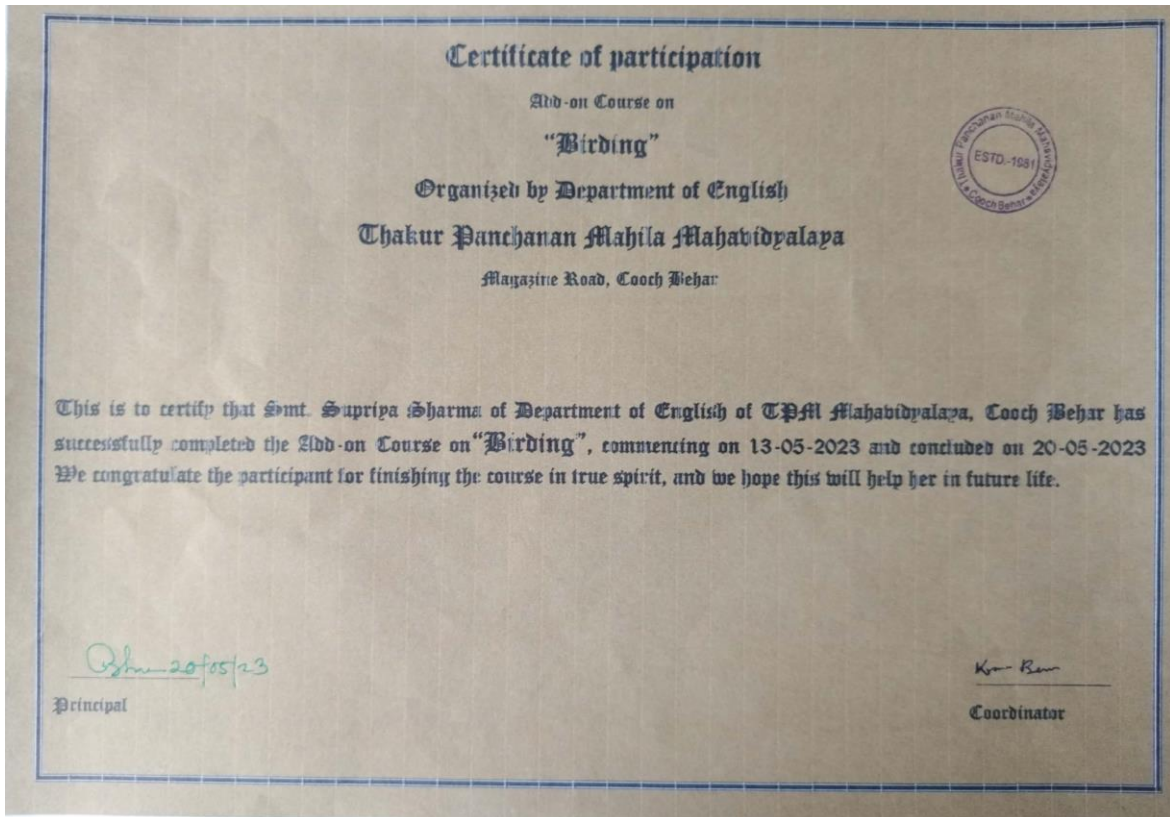 Certificate of participation
Add-on Course on
“Birding”
Organized by Department of English
Thakur Panchanan Mahila Mahavidyalaya
Magazine Road, Cooch Behar
Thakur Panchanan Mahila Mahavidyalaya
ESTD.-1981
Cooch Behar
This is to certify that Smt. Supriya Sharma of Department of English of TPM Mahavidyalaya, Cooch Behar has
successfully completed the Add-on Course on “Birding”, commencing on 13-05-2023 and concluded on 20-05-2023
We congratulate the participant for finishing the course in true spirit, and we hope this will help her in future life.
20/05/23
Principal
Coordinator